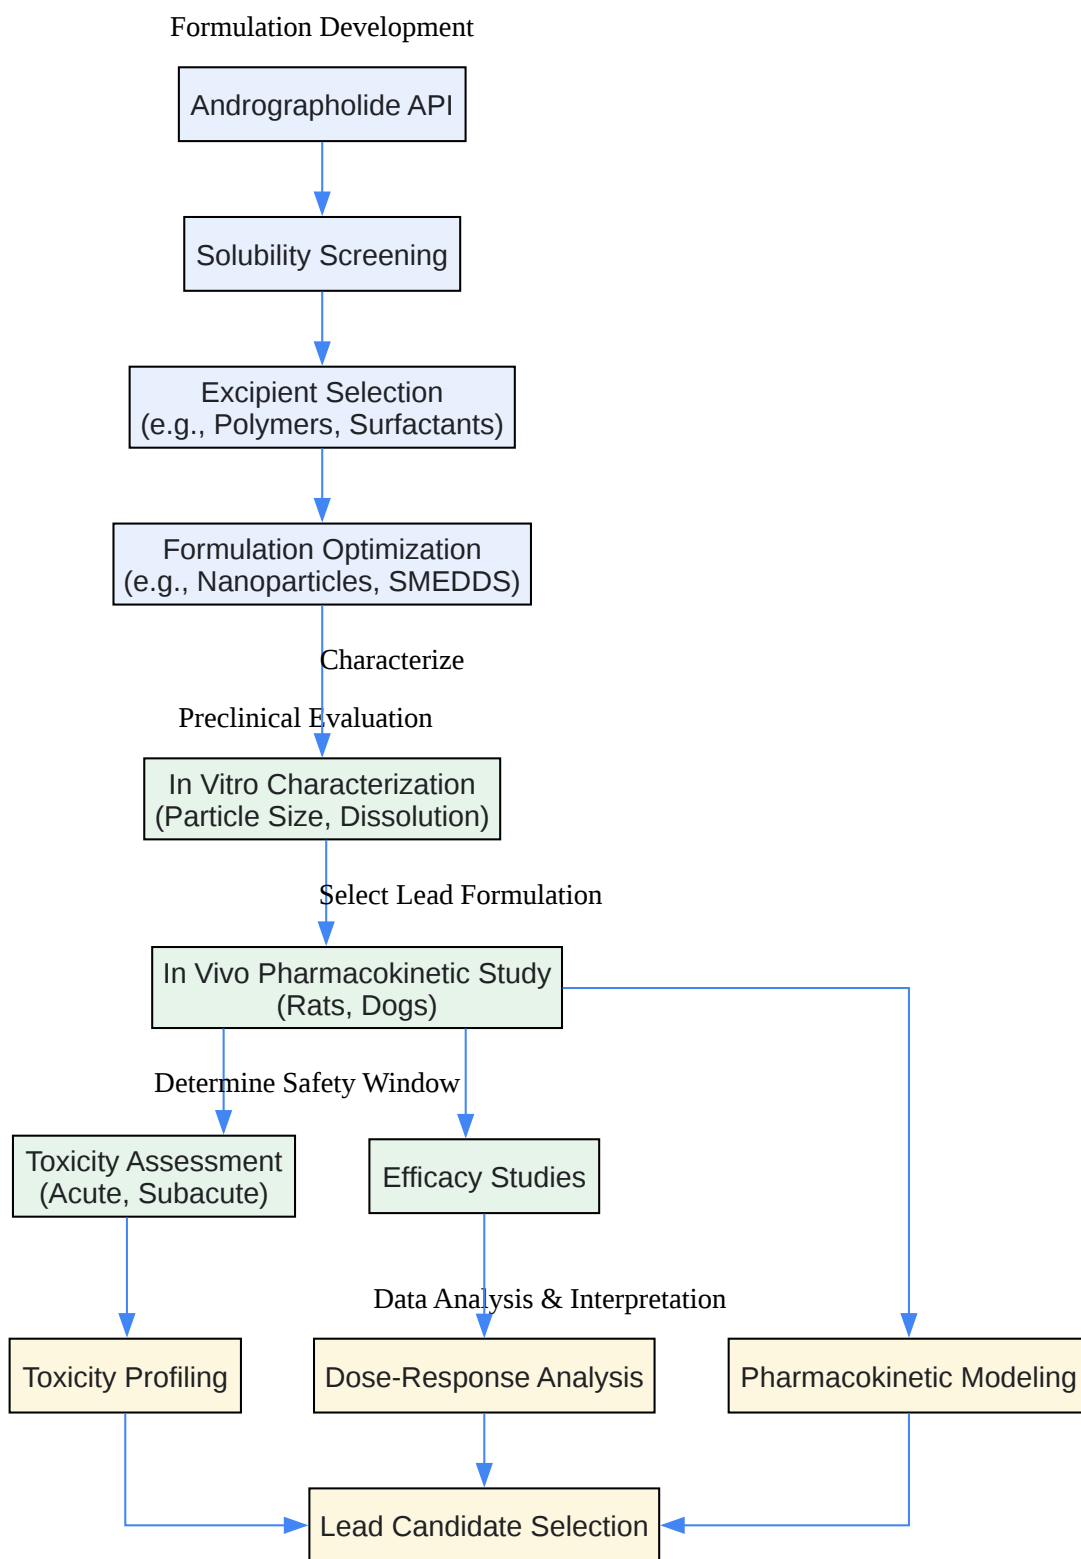 Formulation Development
Andrographolide API
Solubility Screening
Excipient Selection
(e.g., Polymers, Surfactants)
Formulation Optimization
(e.g., Nanoparticles, SMEDDS)
Characterize
Preclinical Evaluation
In Vitro Characterization
(Particle Size, Dissolution)
Select Lead Formulation
In Vivo Pharmacokinetic Study
(Rats, Dogs)
Determine Safety Window
Toxicity Assessment
(Acute, Subacute)
Efficacy Studies
Data Analysis & Interpretation
Toxicity Profiling
Dose-Response Analysis
Pharmacokinetic Modeling
Lead Candidate Selection